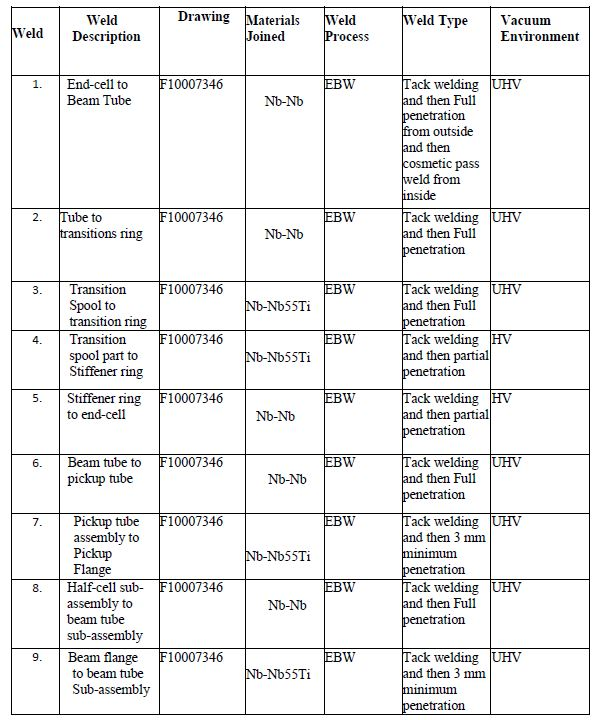 Weld Weld Description Drawing Materials Joined Weld Process Weld Type Vacuum Environment
1. End-cell to Beam Tube F10007346 Nb-Nb EBW Tack welding and then Full penetration from outside and then cosmetic pass weld from inside UHV
2. Tube to transitions ring F10007346 Nb-Nb EBW Tack welding and then Full penetration UHV
3. Transition Spool to transition ring F10007346 Nb-Nb55Ti EBW Tack welding and then Full penetration UHV
4. Transition spool part to Stiffener ring F10007346 Nb-Nb55Ti EBW Tack welding and then partial penetration HV
5. Stiffener ring to end-cell F10007346 Nb-Nb EBW Tack welding and then partial penetration HV
6. Beam tube to pickup tube F10007346 Nb-Nb EBW Tack welding and then Full penetration UHV
7. Pickup tube assembly to Pickup Flange F10007346 Nb-Nb55Ti EBW Tack welding and then 3 mm minimum penetration UHV
8. Half-cell sub-assembly to beam tube sub-assembly F10007346 Nb-Nb EBW Tack welding and then Full penetration UHV
9. Beam flange to beam tube Sub-assembly F10007346 Nb-Nb55Ti EBW Tack welding and then 3 mm minimum penetration UHV